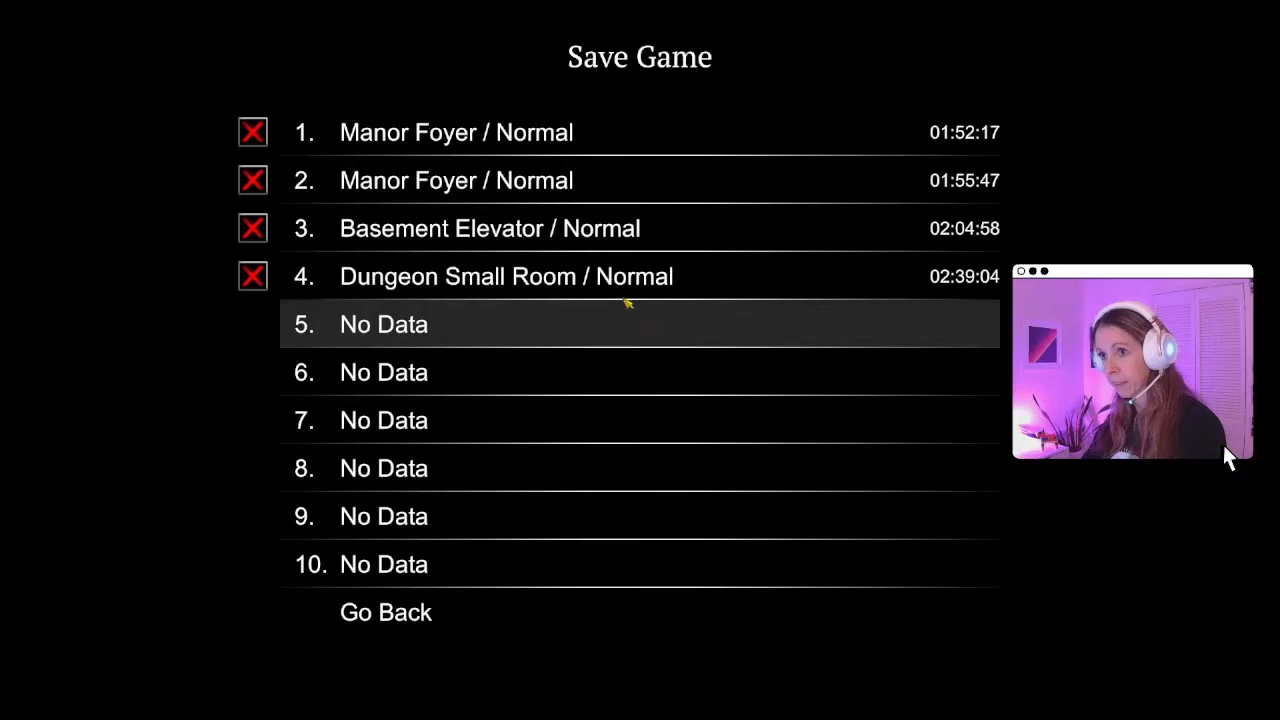 Save Game
1. Manor Foyer / Normal 01:52:17
2. Manor Foyer / Normal 01:55:47
3. Basement Elevator / Normal 02:04:58
4. Dungeon Small Room / Normal 02:39:04
5. No Data
6. No Data
7. No Data
8. No Data
9. No Data
10. No Data
Go Back